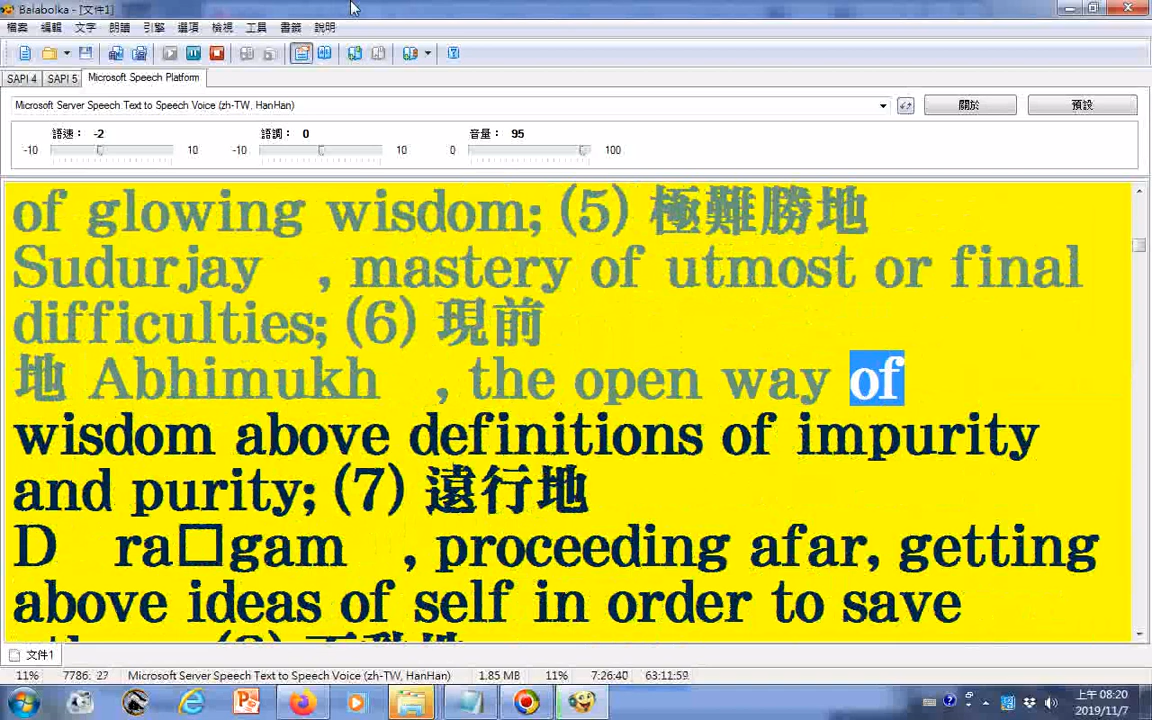 Balabolka - [文件1]
檔案 編輯 文字 朗讀 引擎 選項 檢視 工具 書籤 說明
SAPI 4 SAPI 5 Microsoft Speech Platform
Microsoft Server Speech Text to Speech Voice (zh-TW, HanHan) 關於 預設
語速： -2 語調： 0 音量： 95
-10 10 -10 10 0 100
of glowing wisdom; (5) 極難勝地
Sudurjay , mastery of utmost or final
difficulties; (6) 現前
地 Abhimukh , the open way of
wisdom above definitions of impurity
and purity; (7) 遠行地
D ra□gam , proceeding afar, getting
above ideas of self in order to save
文件1
11% 7786, 27 Microsoft Server Speech Text to Speech Voice (zh-TW, HanHan) 1.85 MB 11% 7:26:40 63:11:59
上午 08:20
2019/11/7